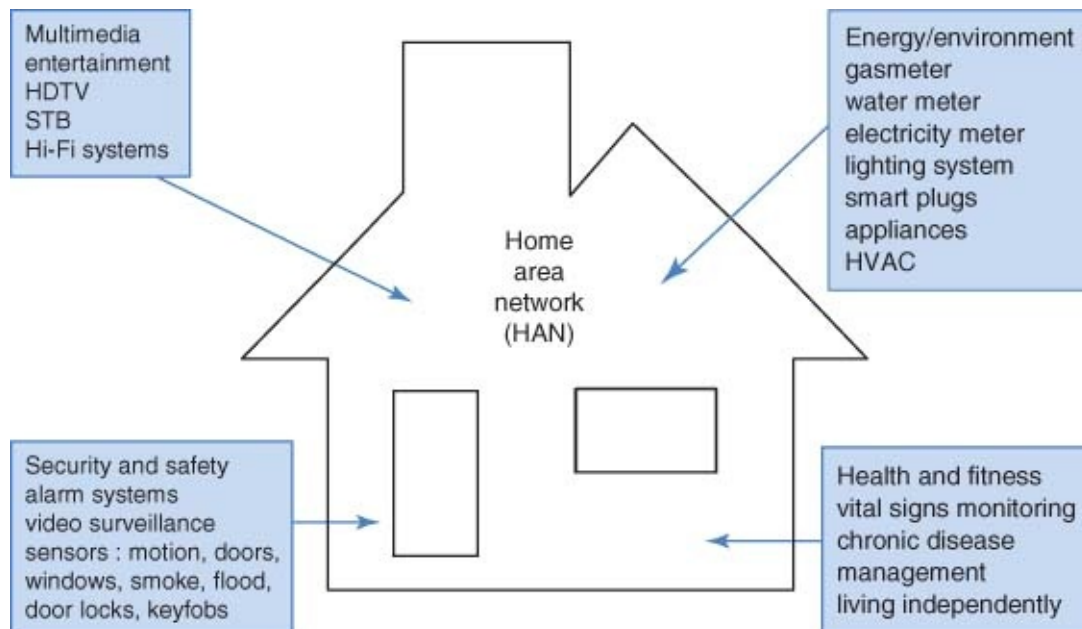 Multimedia
entertainment
HDTV
STB
Hi-Fi systems
Energy/environment
gasmeter
water meter
electricity meter
lighting system
smart plugs
appliances
HVAC
Home
area
network
(HAN)
Security and safety
alarm systems
video surveillance
sensors : motion, doors,
windows, smoke, flood,
door locks, keyfobs
Health and fitness
vital signs monitoring
chronic disease
management
living independently